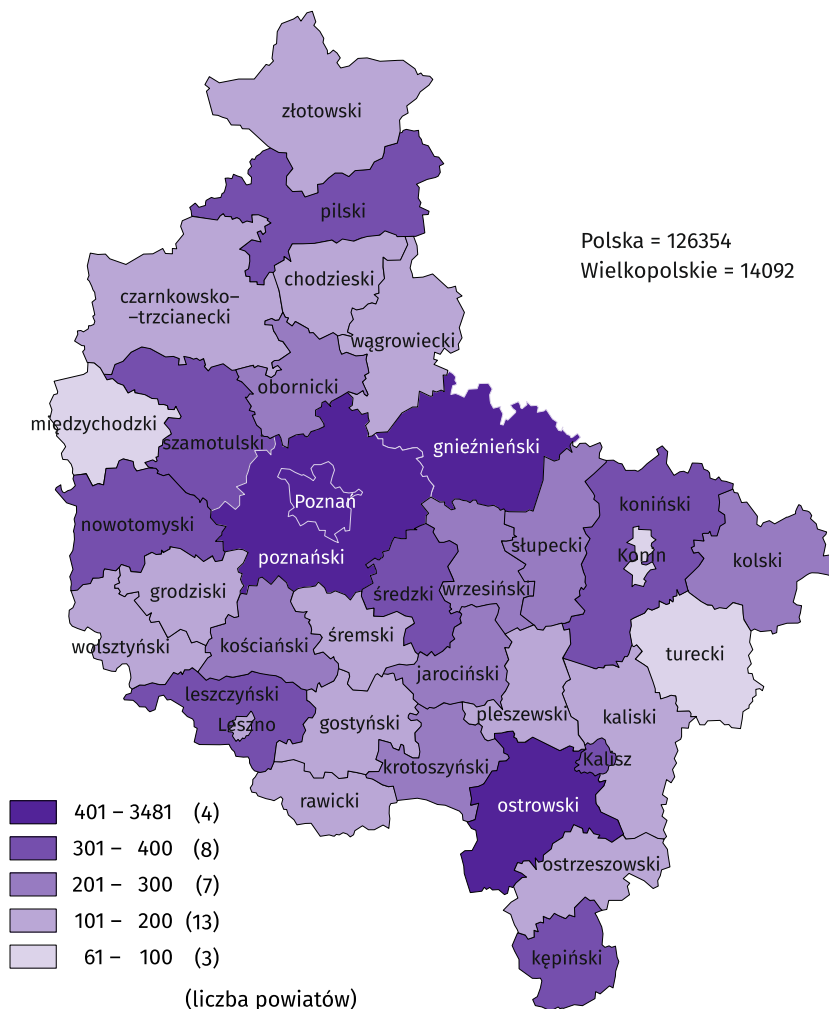 złotowski
pilski
Polska = 126354
Wielkopolskie = 14092
chodzieski
czarnkowsko–
–trzcianecki
wągrowiecki
obornicki
międzychodzki
szamotulski
gnieźnieński
Poznań
koniński
nowotomyski
słupecki
Konin
poznański
kolski
grodziski
średzki
wrzesiński
śremski
wolsztyński
kościański
turecki
jarociński
leszczyński
pleszewski
kaliski
Leszno
gostyński
Kalisz
krotoszyński
rawicki
ostrowski
401 – 3481 (4)
301 – 400 (8)
ostrzeszowski
201 – 300 (7)
101 – 200 (13)
61 – 100 (3)
kępiński
(liczba powiatów)